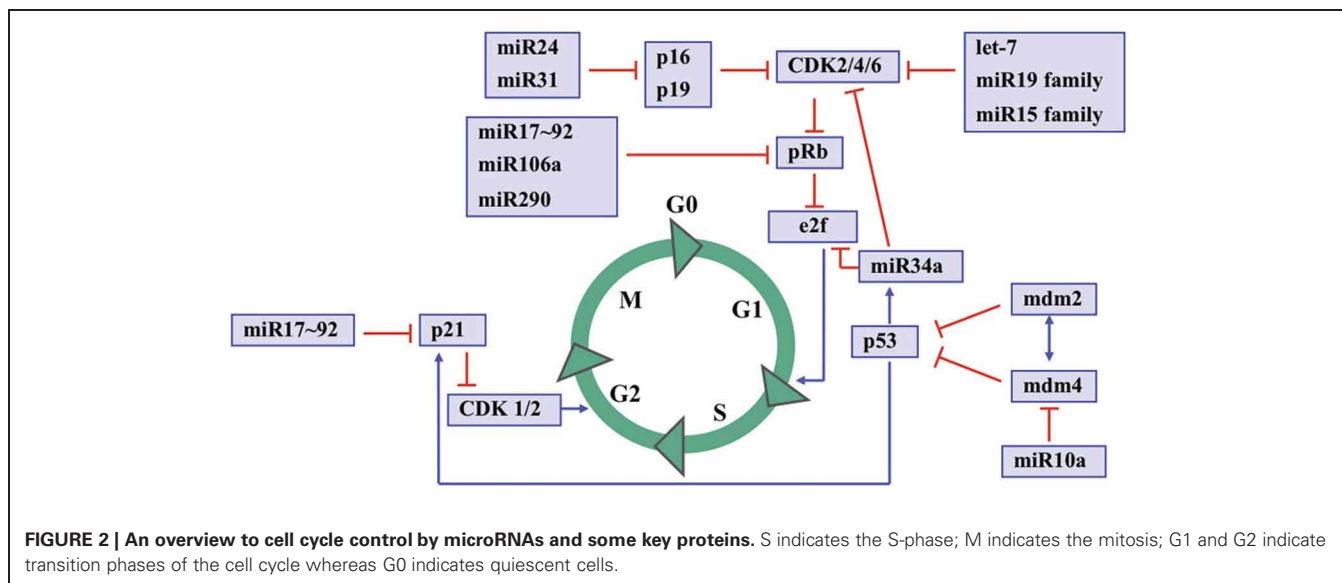 miR24
miR31
p16
p19
CDK2/4/6
let-7
miR19 family
miR15 family
miR17~92
miR106a
miR290
pRb
e2f
G0
M
G1
miR34a
mdm2
miR17~92
p21
p53
mdm4
CDK 1/2
G2
S
miR10a
FIGURE 2 | An overview to cell cycle control by microRNAs and some key proteins. S indicates the S-phase; M indicates the mitosis; G1 and G2 indicate
transition phases of the cell cycle whereas G0 indicates quiescent cells.